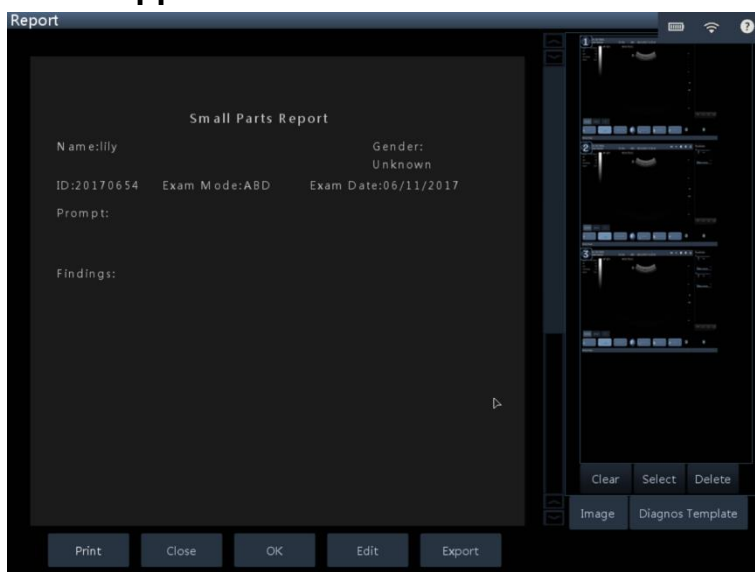 Report
Small Parts Report
Name:lily Gender:
Unknown
ID:20170654 Exam Mode:ABD Exam Date:06/11/2017
Prompt:
Findings:
1
2
3
Clear Select Delete
Image Diagnos Template
Print Close OK Edit Export